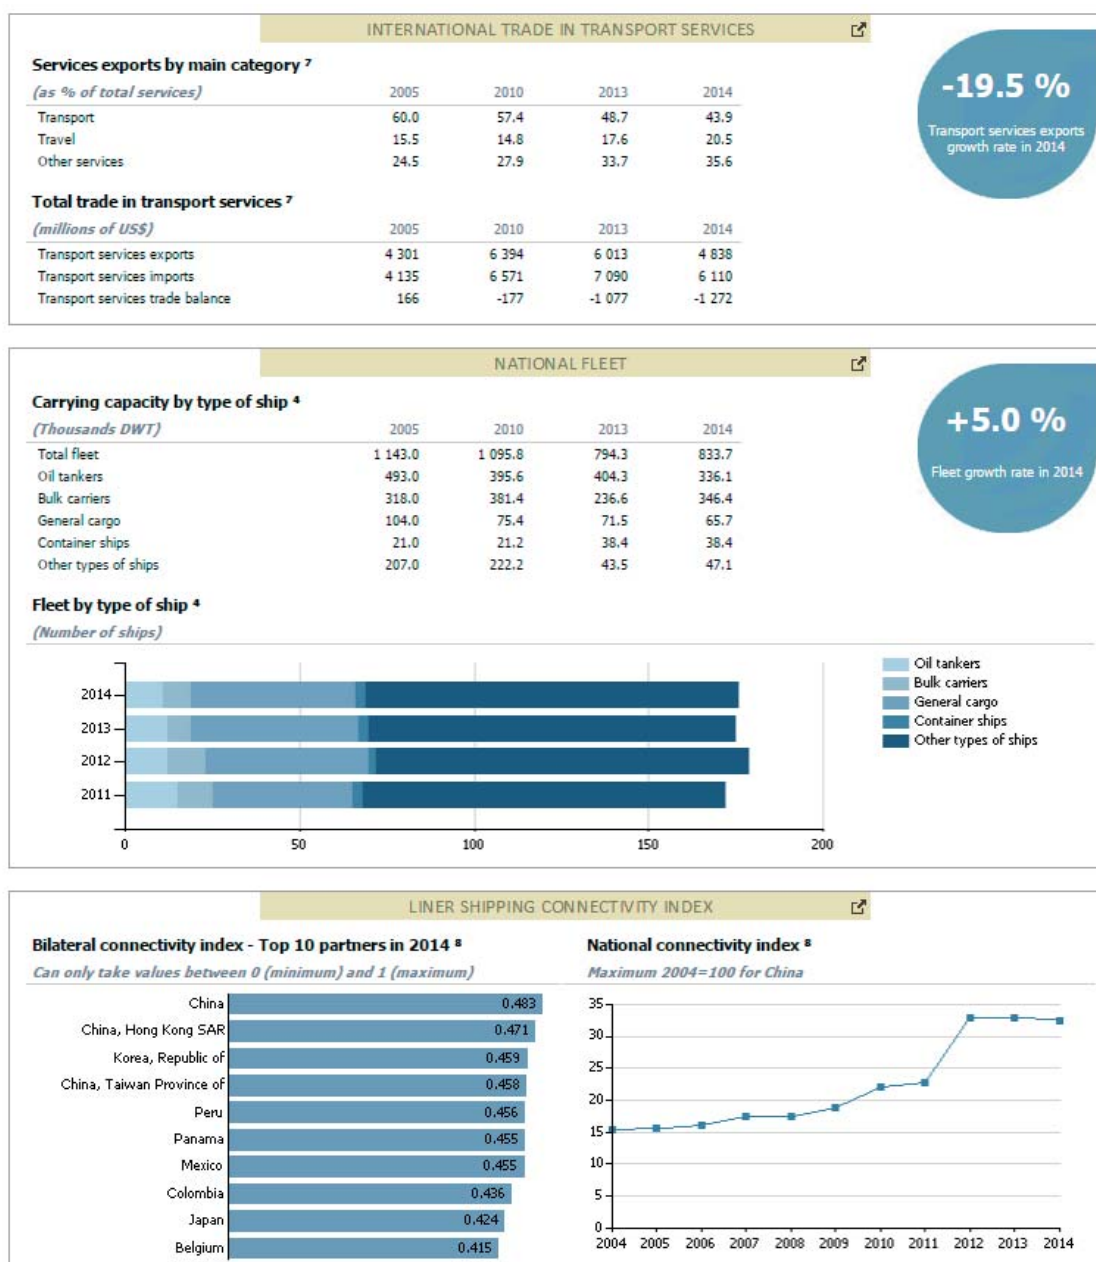 INTERNATIONAL TRADE IN TRANSPORT SERVICES
Services exports by main category ⁷
(as % of total services) 2005 2010 2013 2014
Transport 60.0 57.4 48.7 43.9
Travel 15.5 14.8 17.6 20.5
Other services 24.5 27.9 33.7 35.6
-19.5 %
Transport services exports
growth rate in 2014
Total trade in transport services ⁷
(millions of US$) 2005 2010 2013 2014
Transport services exports 4 301 6 394 6 013 4 838
Transport services imports 4 135 6 571 7 090 6 110
Transport services trade balance 166 -177 -1 077 -1 272
NATIONAL FLEET
Carrying capacity by type of ship ⁴
(Thousands DWT) 2005 2010 2013 2014
Total fleet 1 143.0 1 095.8 794.3 833.7
Oil tankers 493.0 395.6 404.3 336.1
Bulk carriers 318.0 381.4 236.6 346.4
General cargo 104.0 75.4 71.5 65.7
Container ships 21.0 21.2 38.4 38.4
Other types of ships 207.0 222.2 43.5 47.1
+5.0 %
Fleet growth rate in 2014
Fleet by type of ship ⁴
(Number of ships)
2014
2013
2012
2011
0 50 100 150 200
Oil tankers
Bulk carriers
General cargo
Container ships
Other types of ships
LINER SHIPPING CONNECTIVITY INDEX
Bilateral connectivity index - Top 10 partners in 2014 ⁸
Can only take values between 0 (minimum) and 1 (maximum)
China 0.483
China, Hong Kong SAR 0.471
Korea, Republic of 0.459
China, Taiwan Province of 0.458
Peru 0.456
Panama 0.455
Mexico 0.455
Colombia 0.436
Japan 0.424
Belgium 0.415
National connectivity index ⁸
Maximum 2004=100 for China
35
30
25
20
15
10
5
0
2004 2005 2006 2007 2008 2009 2010 2011 2012 2013 2014